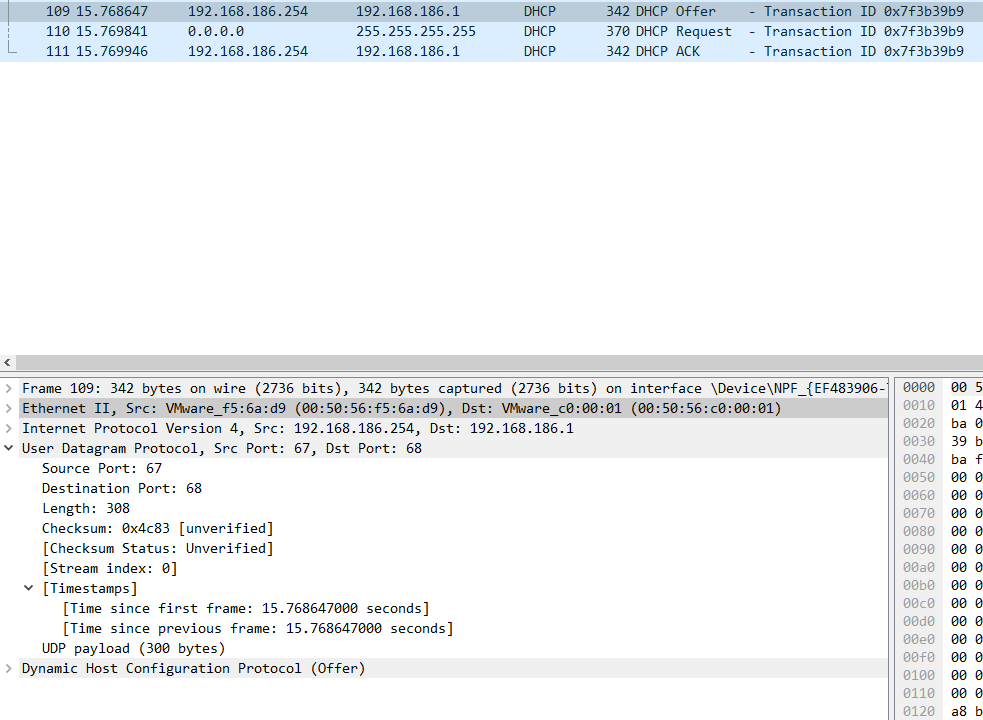 109 15.768647 192.168.186.254 192.168.186.1 DHCP 342 DHCP Offer - Transaction ID 0x7f3b39b9
110 15.769841 0.0.0.0 255.255.255.255 DHCP 370 DHCP Request - Transaction ID 0x7f3b39b9
111 15.769946 192.168.186.254 192.168.186.1 DHCP 342 DHCP ACK - Transaction ID 0x7f3b39b9
Frame 109: 342 bytes on wire (2736 bits), 342 bytes captured (2736 bits) on interface \Device\NPF_{EF483906-
Ethernet II, Src: VMware_f5:6a:d9 (00:50:56:f5:6a:d9), Dst: VMware_c0:00:01 (00:50:56:c0:00:01)
Internet Protocol Version 4, Src: 192.168.186.254, Dst: 192.168.186.1
User Datagram Protocol, Src Port: 67, Dst Port: 68
Source Port: 67
Destination Port: 68
Length: 308
Checksum: 0x4c83 [unverified]
[Checksum Status: Unverified]
[Stream index: 0]
[Timestamps]
[Time since first frame: 15.768647000 seconds]
[Time since previous frame: 15.768647000 seconds]
UDP payload (300 bytes)
Dynamic Host Configuration Protocol (Offer)
0000 00 5
0010 01 4
0020 ba 0
0030 39 b
0040 ba f
0050 00 0
0060 00 0
0070 00 0
0080 00 0
0090 00 0
00a0 00 0
00b0 00 0
00c0 00 0
00d0 00 0
00e0 00 0
00f0 00 0
0100 00 0
0110 00 0
0120 a8 b